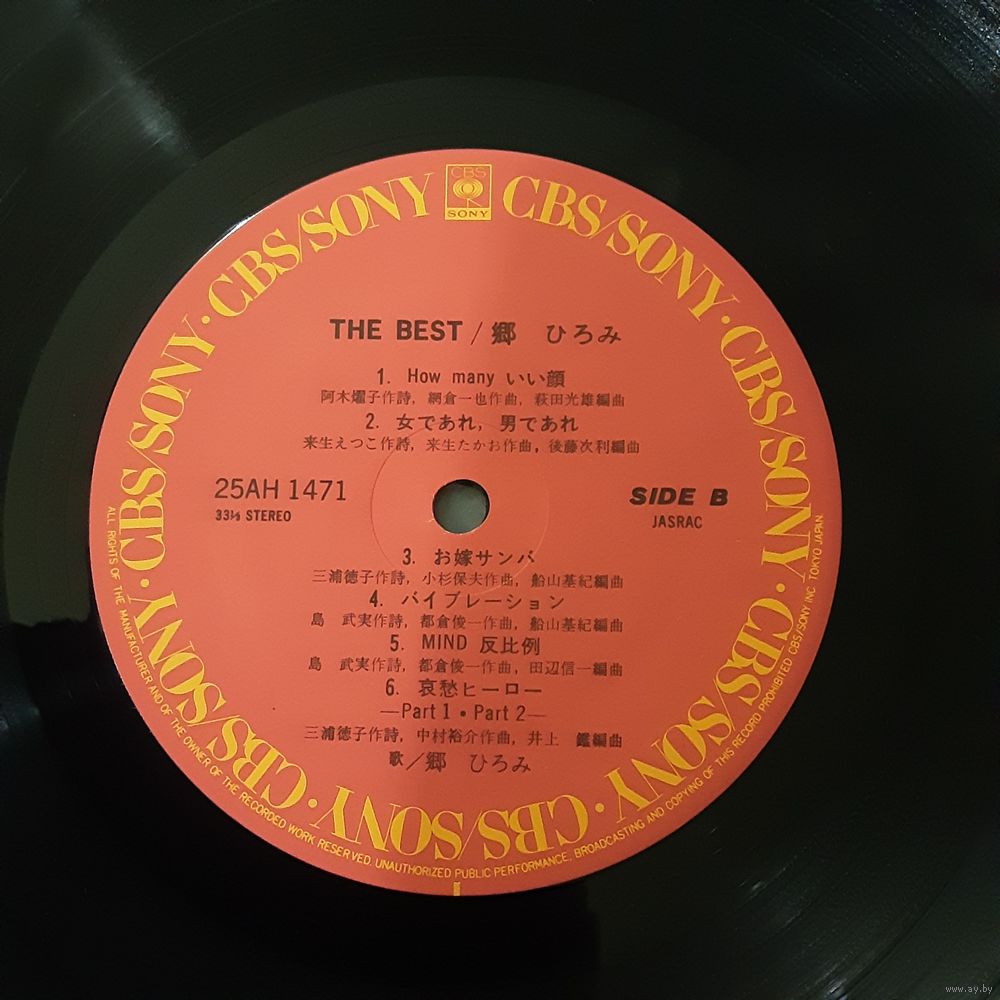 CBS
SONY
CBS/SONY · CBS/SONY · CBS/SONY · CBS/SONY · CBS/SONY · CBS/SONY · CBS/SONY · CBS/SONY · CBS/SONY · CBS/SONY
THE BEST / 郷 ひろみ
1. How many いい顔
阿木燿子作詩, 網倉一也作曲, 萩田光雄編曲
2. 女であれ, 男であれ
来生えつこ作詩, 来生たかお作曲, 後藤次利編曲
25AH 1471
33⅓ STEREO
SIDE B
JASRAC
3. お嫁サンバ
三浦徳子作詩, 小杉保夫作曲, 船山基紀編曲
4. バイブレーション
島 武実作詩, 都倉俊一作曲, 船山基紀編曲
5. MIND 反比例
島 武実作詩, 都倉俊一作曲, 田辺信一編曲
6. 哀愁ヒーロー
—Part 1 • Part 2—
三浦徳子作詩, 中村裕介作曲, 井上 鑑編曲
歌／郷 ひろみ
ALL RIGHTS OF THE MANUFACTURER AND OF THE OWNER OF THE RECORDED WORK RESERVED. UNAUTHORIZED PUBLIC PERFORMANCE, BROADCASTING AND COPYING OF THIS RECORD PROHIBITED CBS/SONY INC. TOKYO JAPAN.
www.ay.by